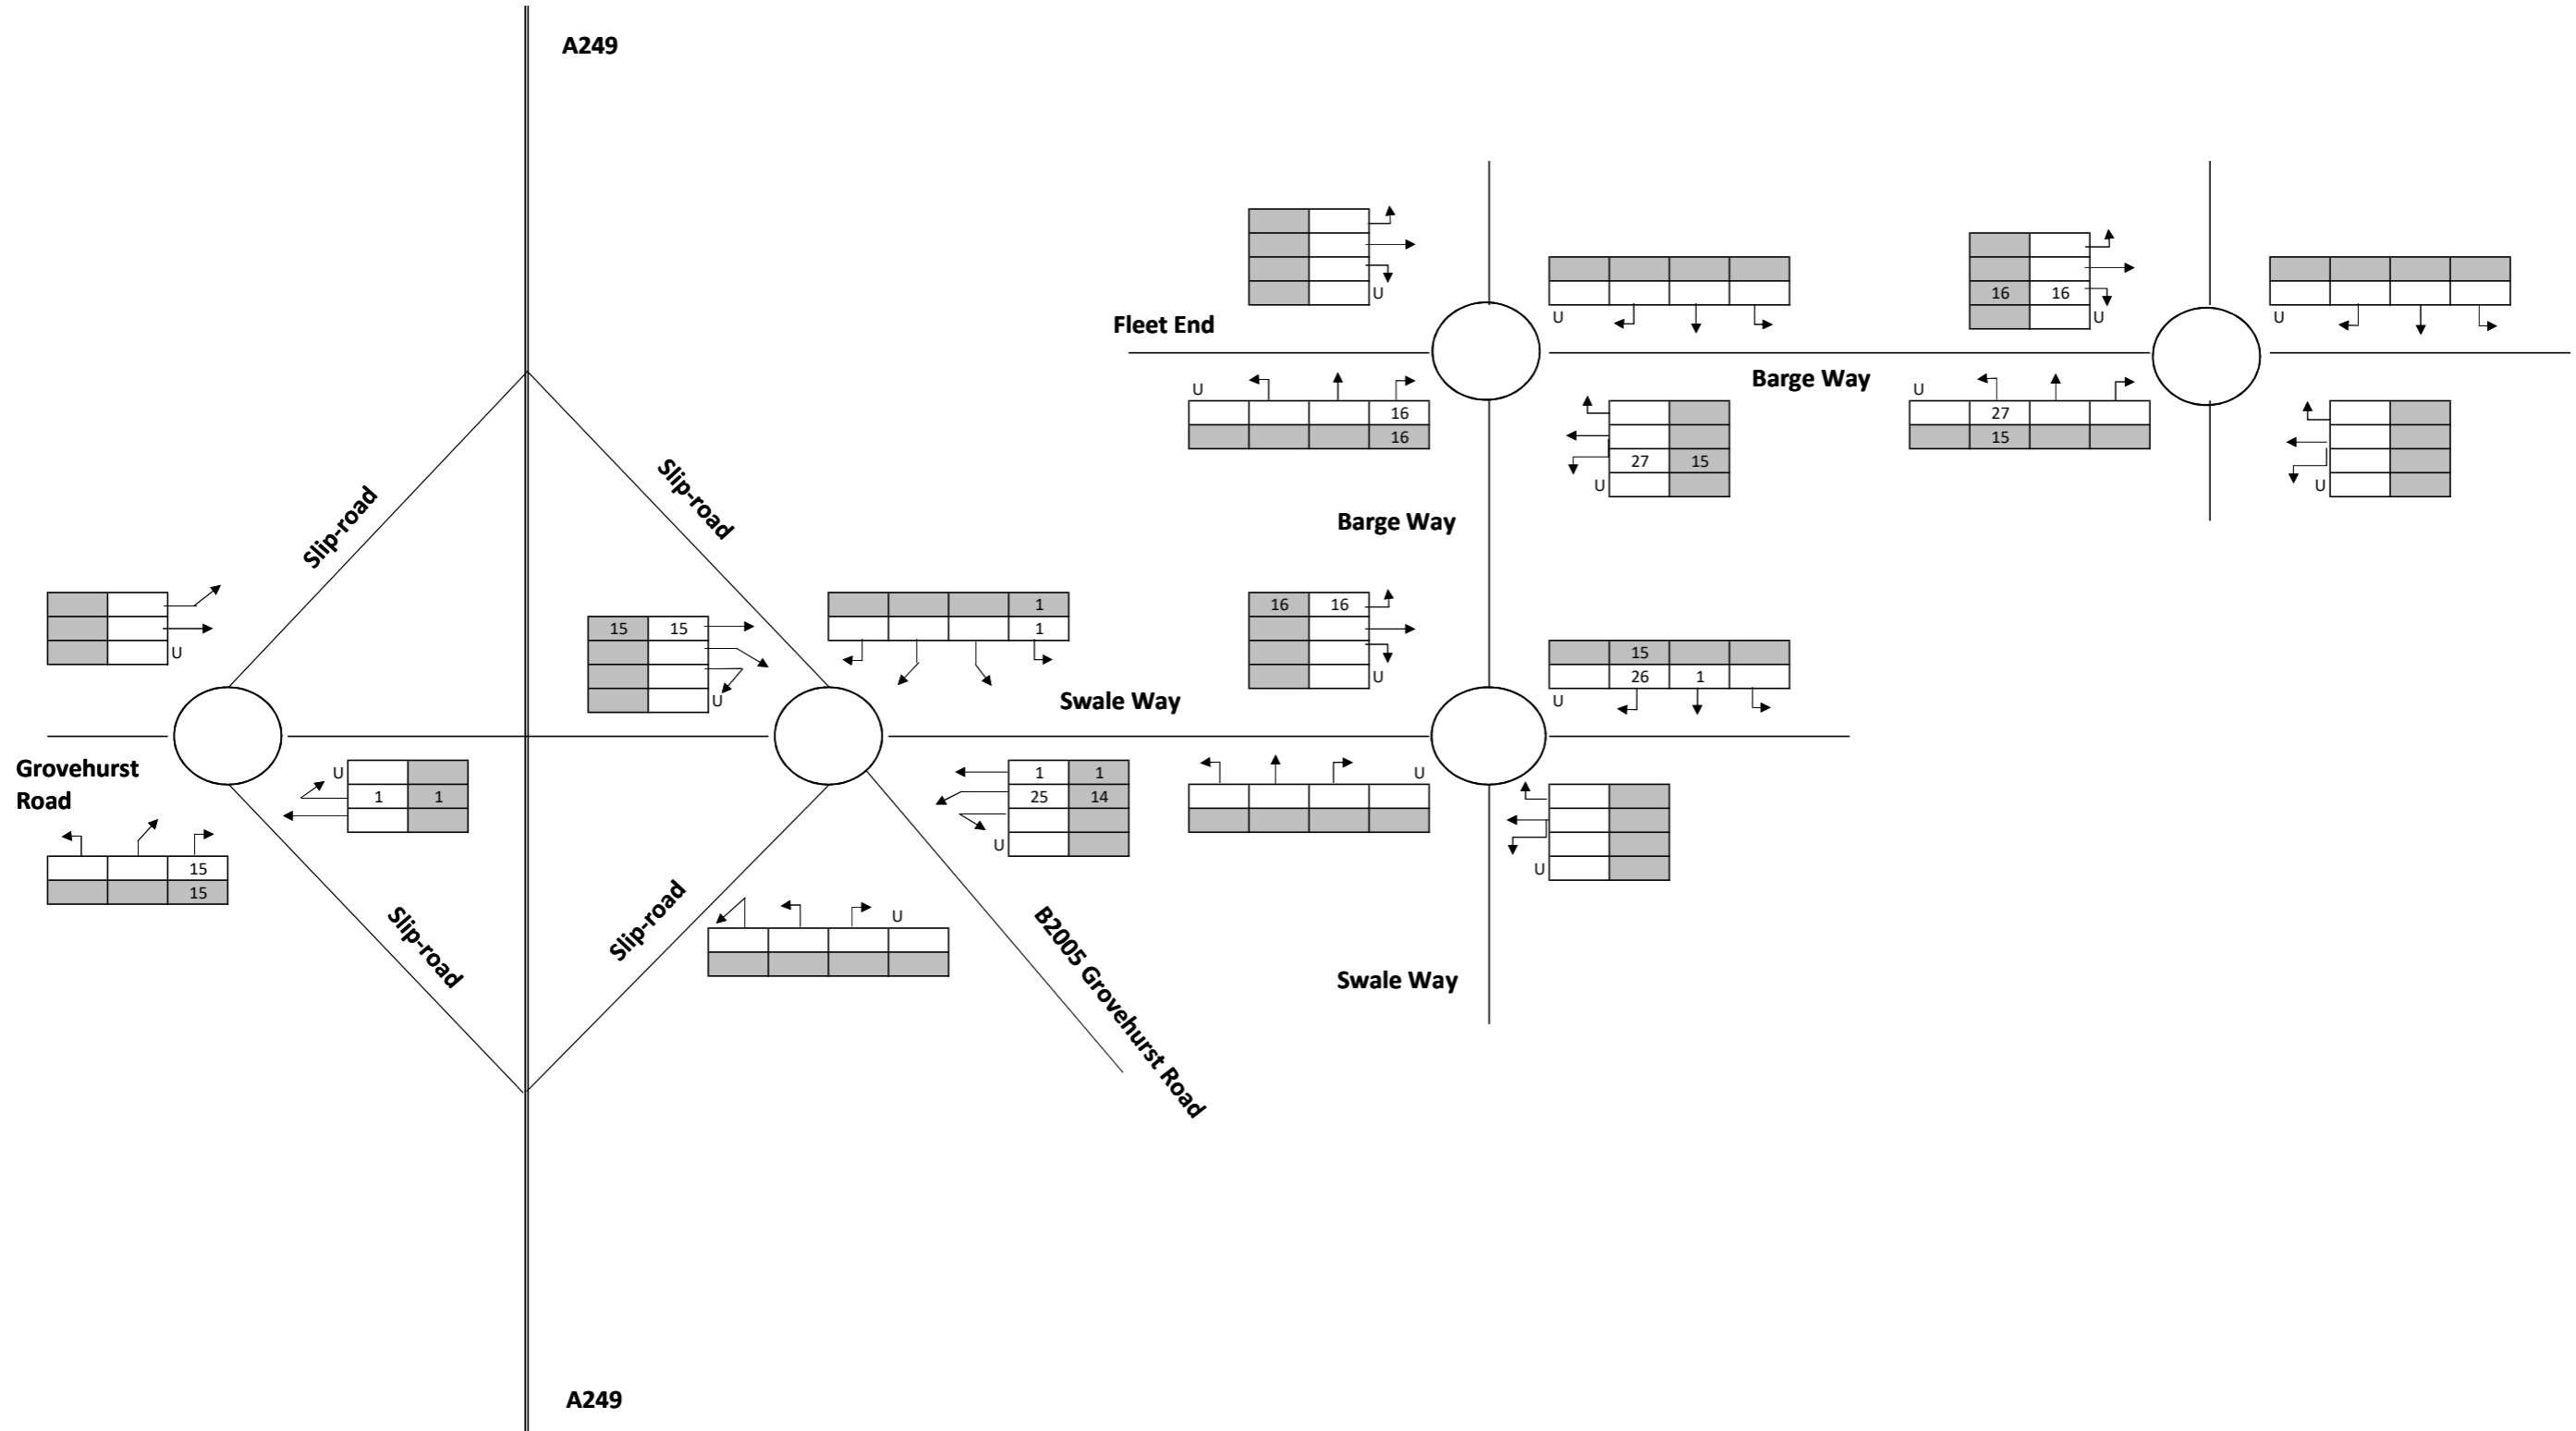 A249
Fleet End
U
U
16 16
U
U
U
16
16
Barge Way
27 15
U
U
27
15
U
Barge Way
Slip-road
Slip-road
U
15 15
U
1
1
Swale Way
16 16
U
15
26 1
U
Grovehurst
Road
U
1 1
15
15
1 1
25 14
U
U
U
Slip-road
Slip-road
U
B2005 Grovehurst Road
Swale Way
A249